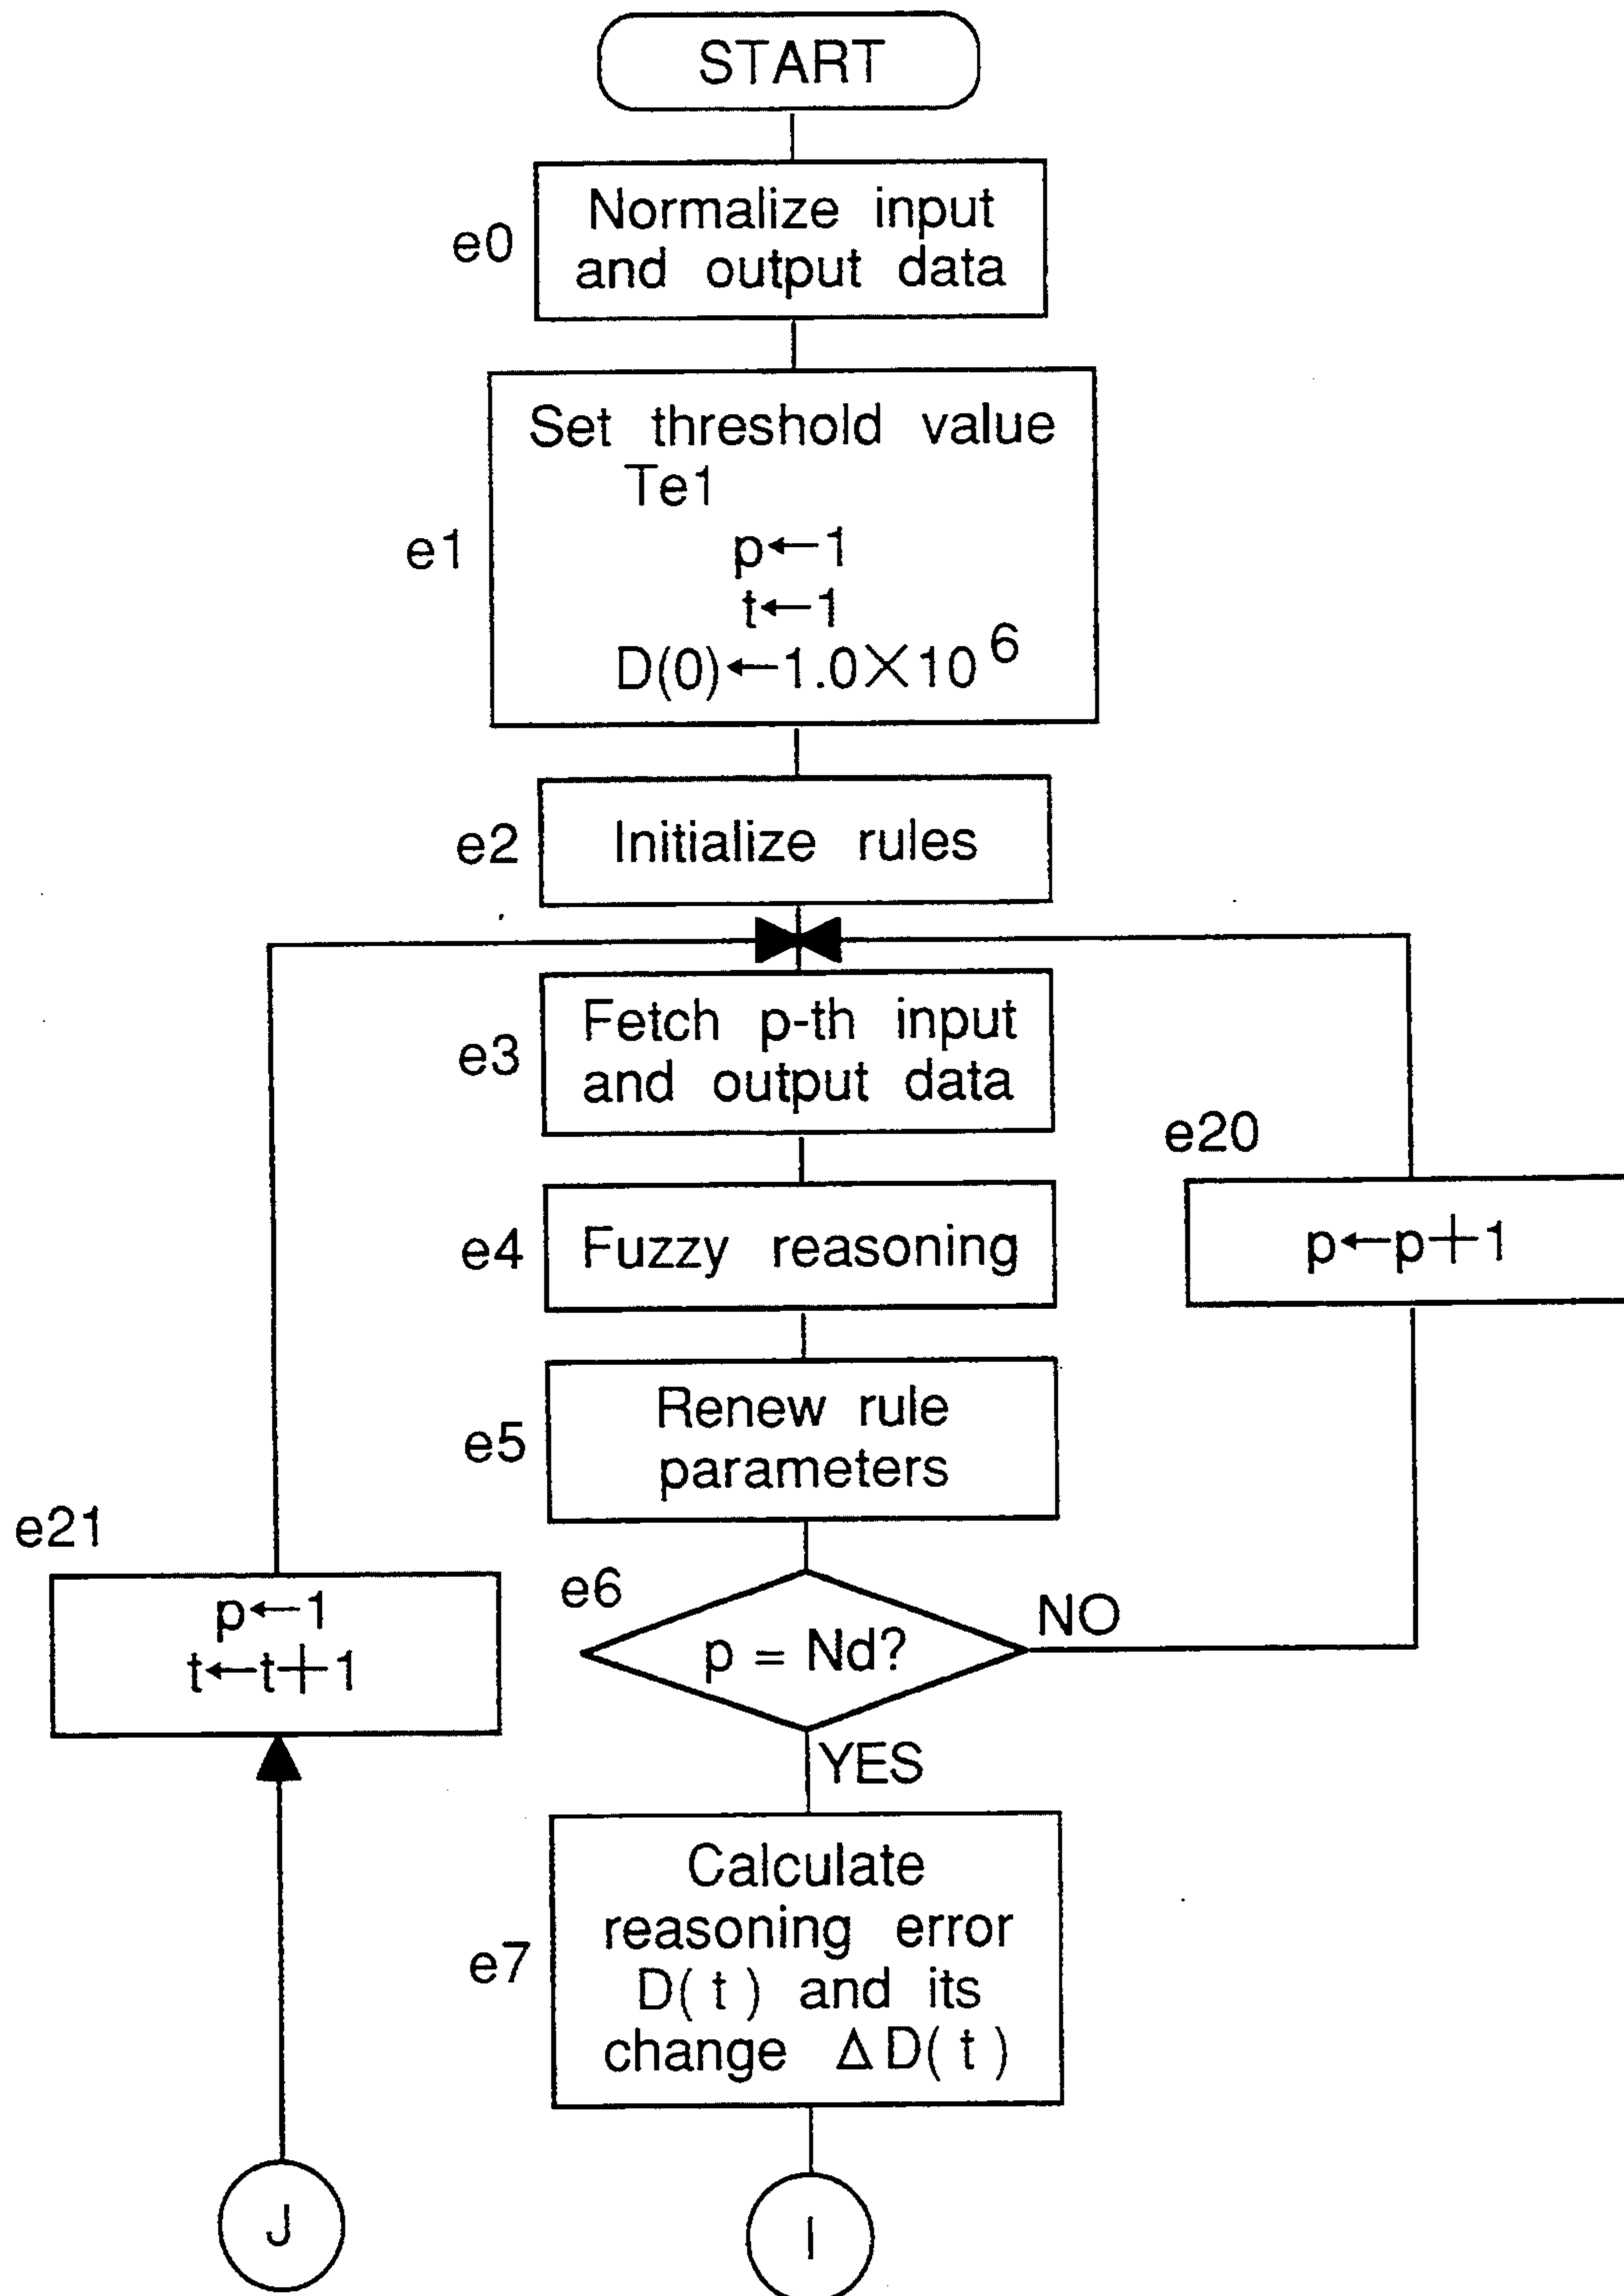 START
e0
Normalize input
and output data
e1
Set threshold value
Te1
p←1
t←1
D(0)←1.0×10⁶
e2
Initialize rules
e3
Fetch p-th input
and output data
e20
p←p+1
e4
Fuzzy reasoning
e5
Renew rule
parameters
e21
p←1
t←t+1
e6
p = Nd?
NO
YES
e7
Calculate
reasoning error
D( t ) and its
change ΔD( t )
J
I